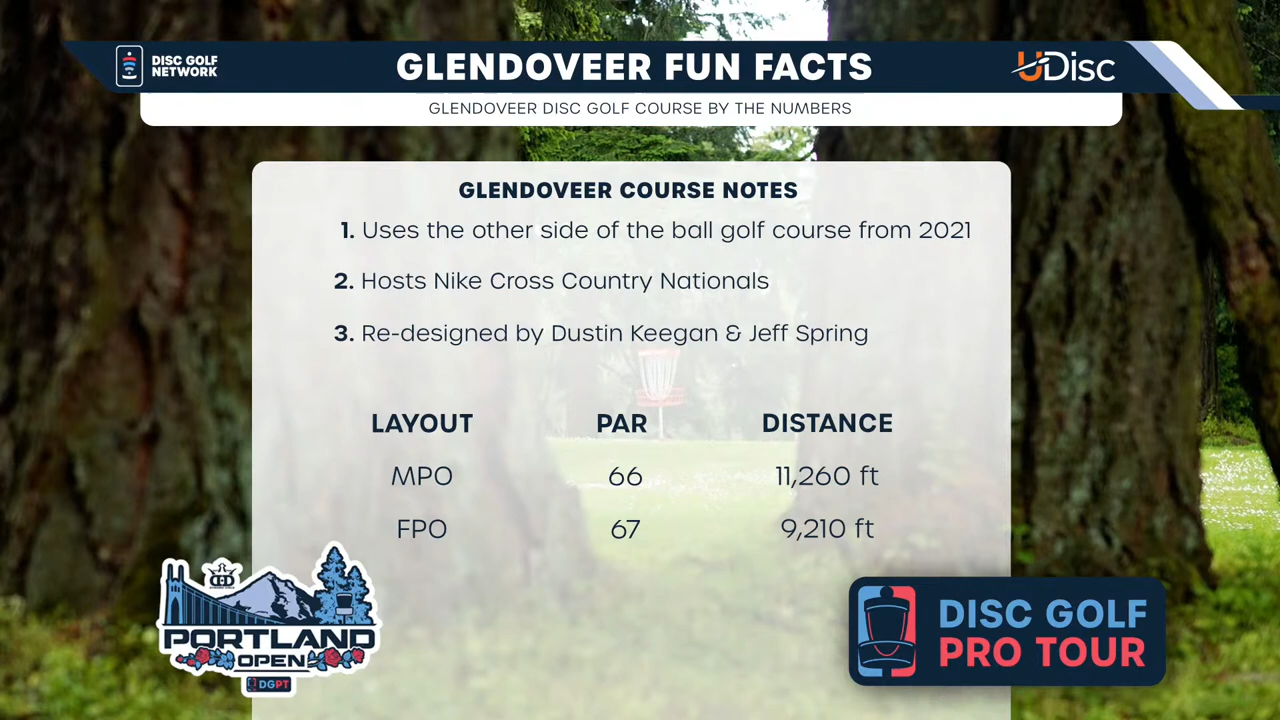 DISC GOLF
NETWORK
GLENDOVEER FUN FACTS
UDisc
GLENDOVEER DISC GOLF COURSE BY THE NUMBERS
GLENDOVEER COURSE NOTES
1. Uses the other side of the ball golf course from 2021
2. Hosts Nike Cross Country Nationals
3. Re-designed by Dustin Keegan & Jeff Spring
LAYOUT PAR DISTANCE
MPO 66 11,260 ft
FPO 67 9,210 ft
PORTLAND
OPEN
DGPT
DISC GOLF
PRO TOUR